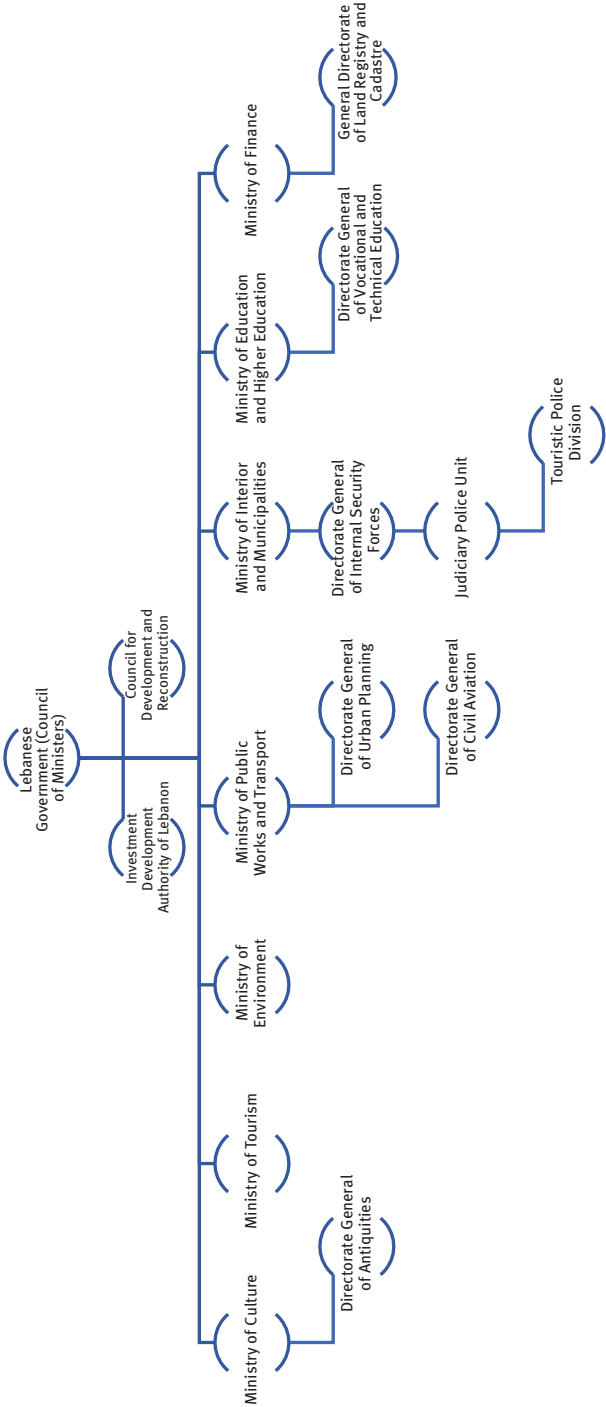 Lebanese
Government (Council
of Ministers)
Investment
Development
Authority of Lebanon
Council for
Development and
Reconstruction
Ministry of Culture
Directorate General
of Antiquities
Ministry of Tourism
Ministry of
Environment
Ministry of Public
Works and Transport
Directorate General
of Urban Planning
Directorate General
of Civil Aviation
Ministry of Interior
and Municipalities
Directorate General
of Internal Security
Forces
Judiciary Police Unit
Touristic Police
Division
Ministry of Education
and Higher Education
Directorate General
of Vocational and
Technical Education
Ministry of Finance
General Directorate
of Land Registry and
Cadastre